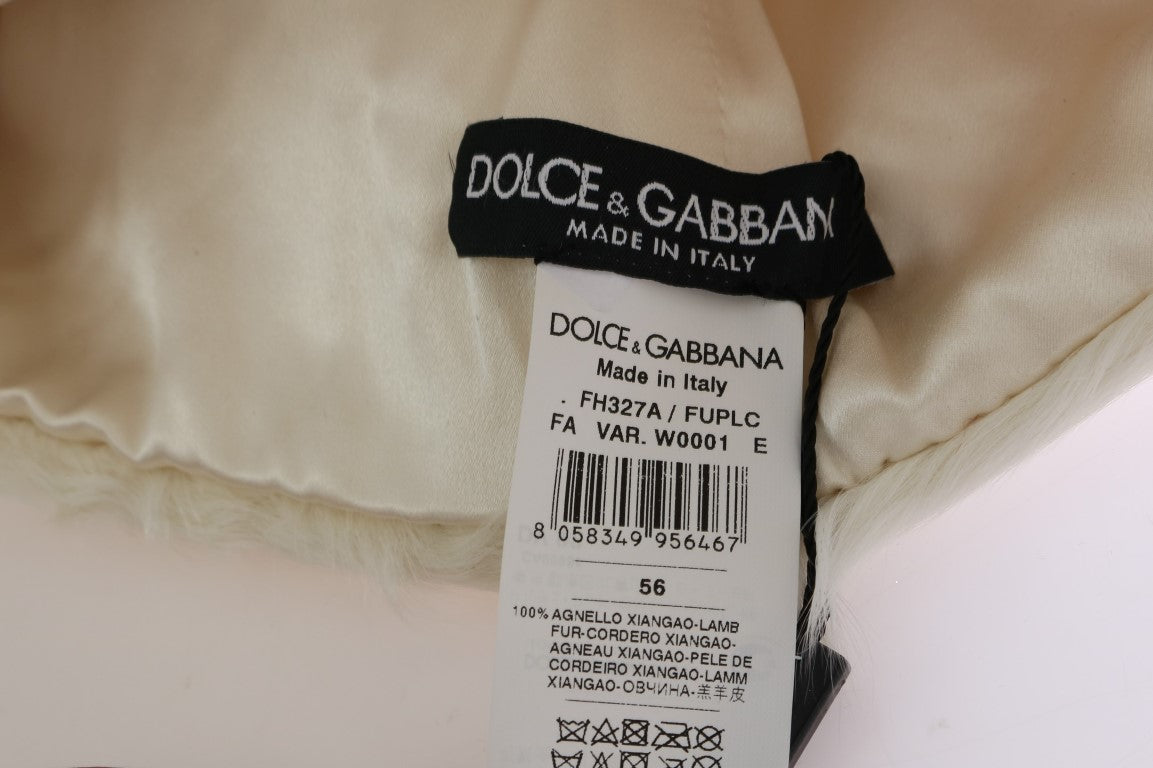 DOLCE & GABBAN
MADE IN ITALY
DOLCE & GABBANA
Made in Italy
. FH327A / FUPLC
FA VAR. W0001 E
8 058349 956467
56
100% AGNELLO XIANGAO-LAMB
FUR-CORDERO XIANGAO-
AGNEAU XIANGAO-PELE DE
CORDEIRO XIANGAO-LAMM
XIANGAO-ОВЧИНА-羔羊皮